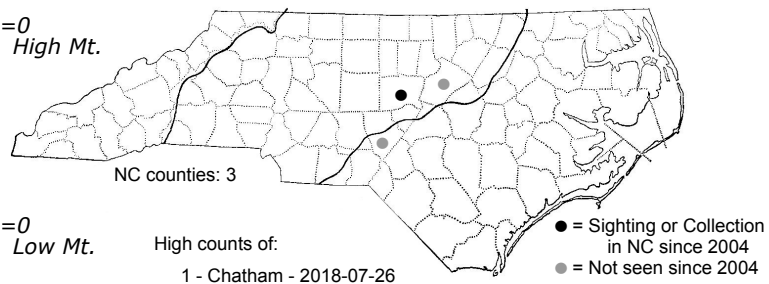 =0
High Mt.
NC counties: 3
=0
Low Mt.
High counts of:
1 - Chatham - 2018-07-26
● = Sighting or Collection
in NC since 2004
● = Not seen since 2004